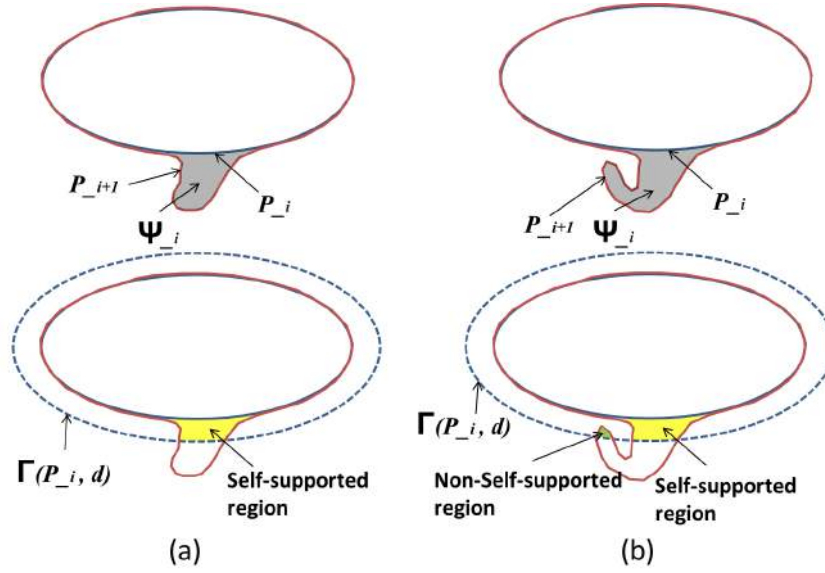 P_i+1
Ψ_i
P_i
P_i+1
Ψ_i
P_i
Γ(P_i, d)
Self-supported
region
Γ(P_i, d)
Non-Self-supported
region
Self-supported
region
(a)
(b)